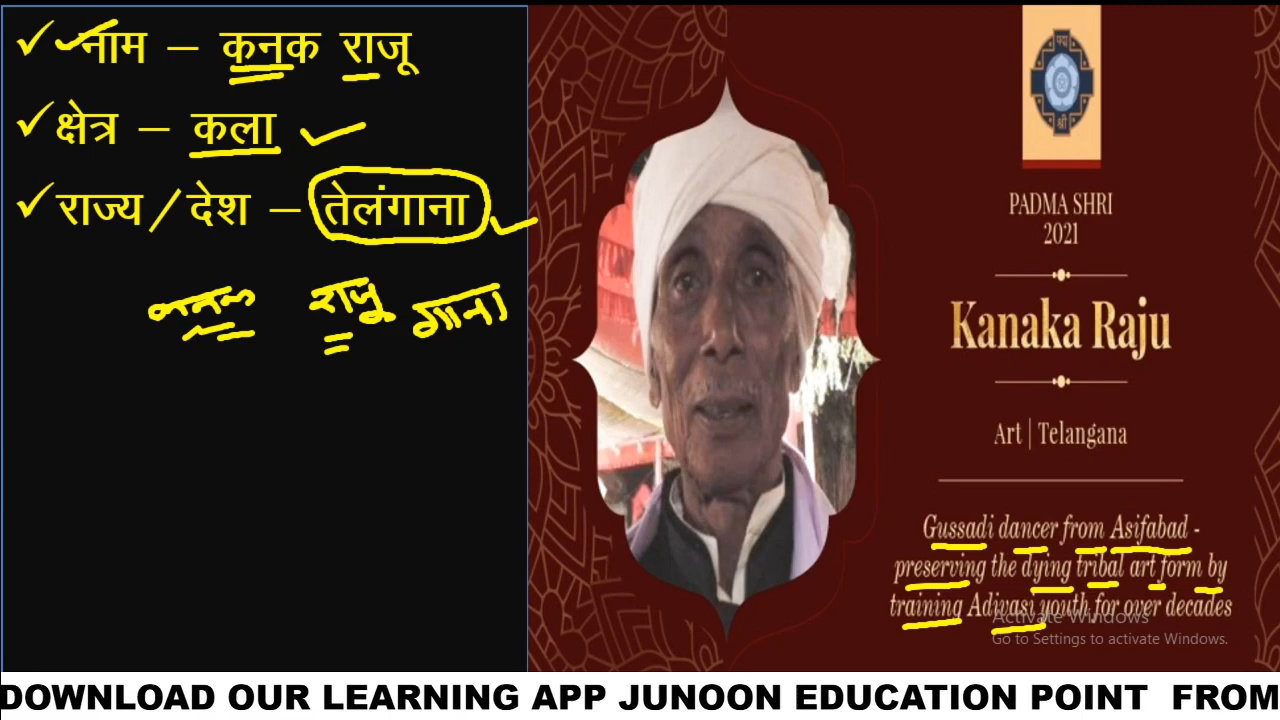 ✓ नाम – कनक राजू
✓ क्षेत्र – कला
✓ राज्य/देश – तेलंगाना
कनक राजू गाना
पद्म
श्री
PADMA SHRI
2021
Kanaka Raju
Art | Telangana
Gussadi dancer from Asifabad -
preserving the dying tribal art form by
training Adivasi youth for over decades
Activate Windows
Go to Settings to activate Windows.
DOWNLOAD OUR LEARNING APP JUNOON EDUCATION POINT FROM